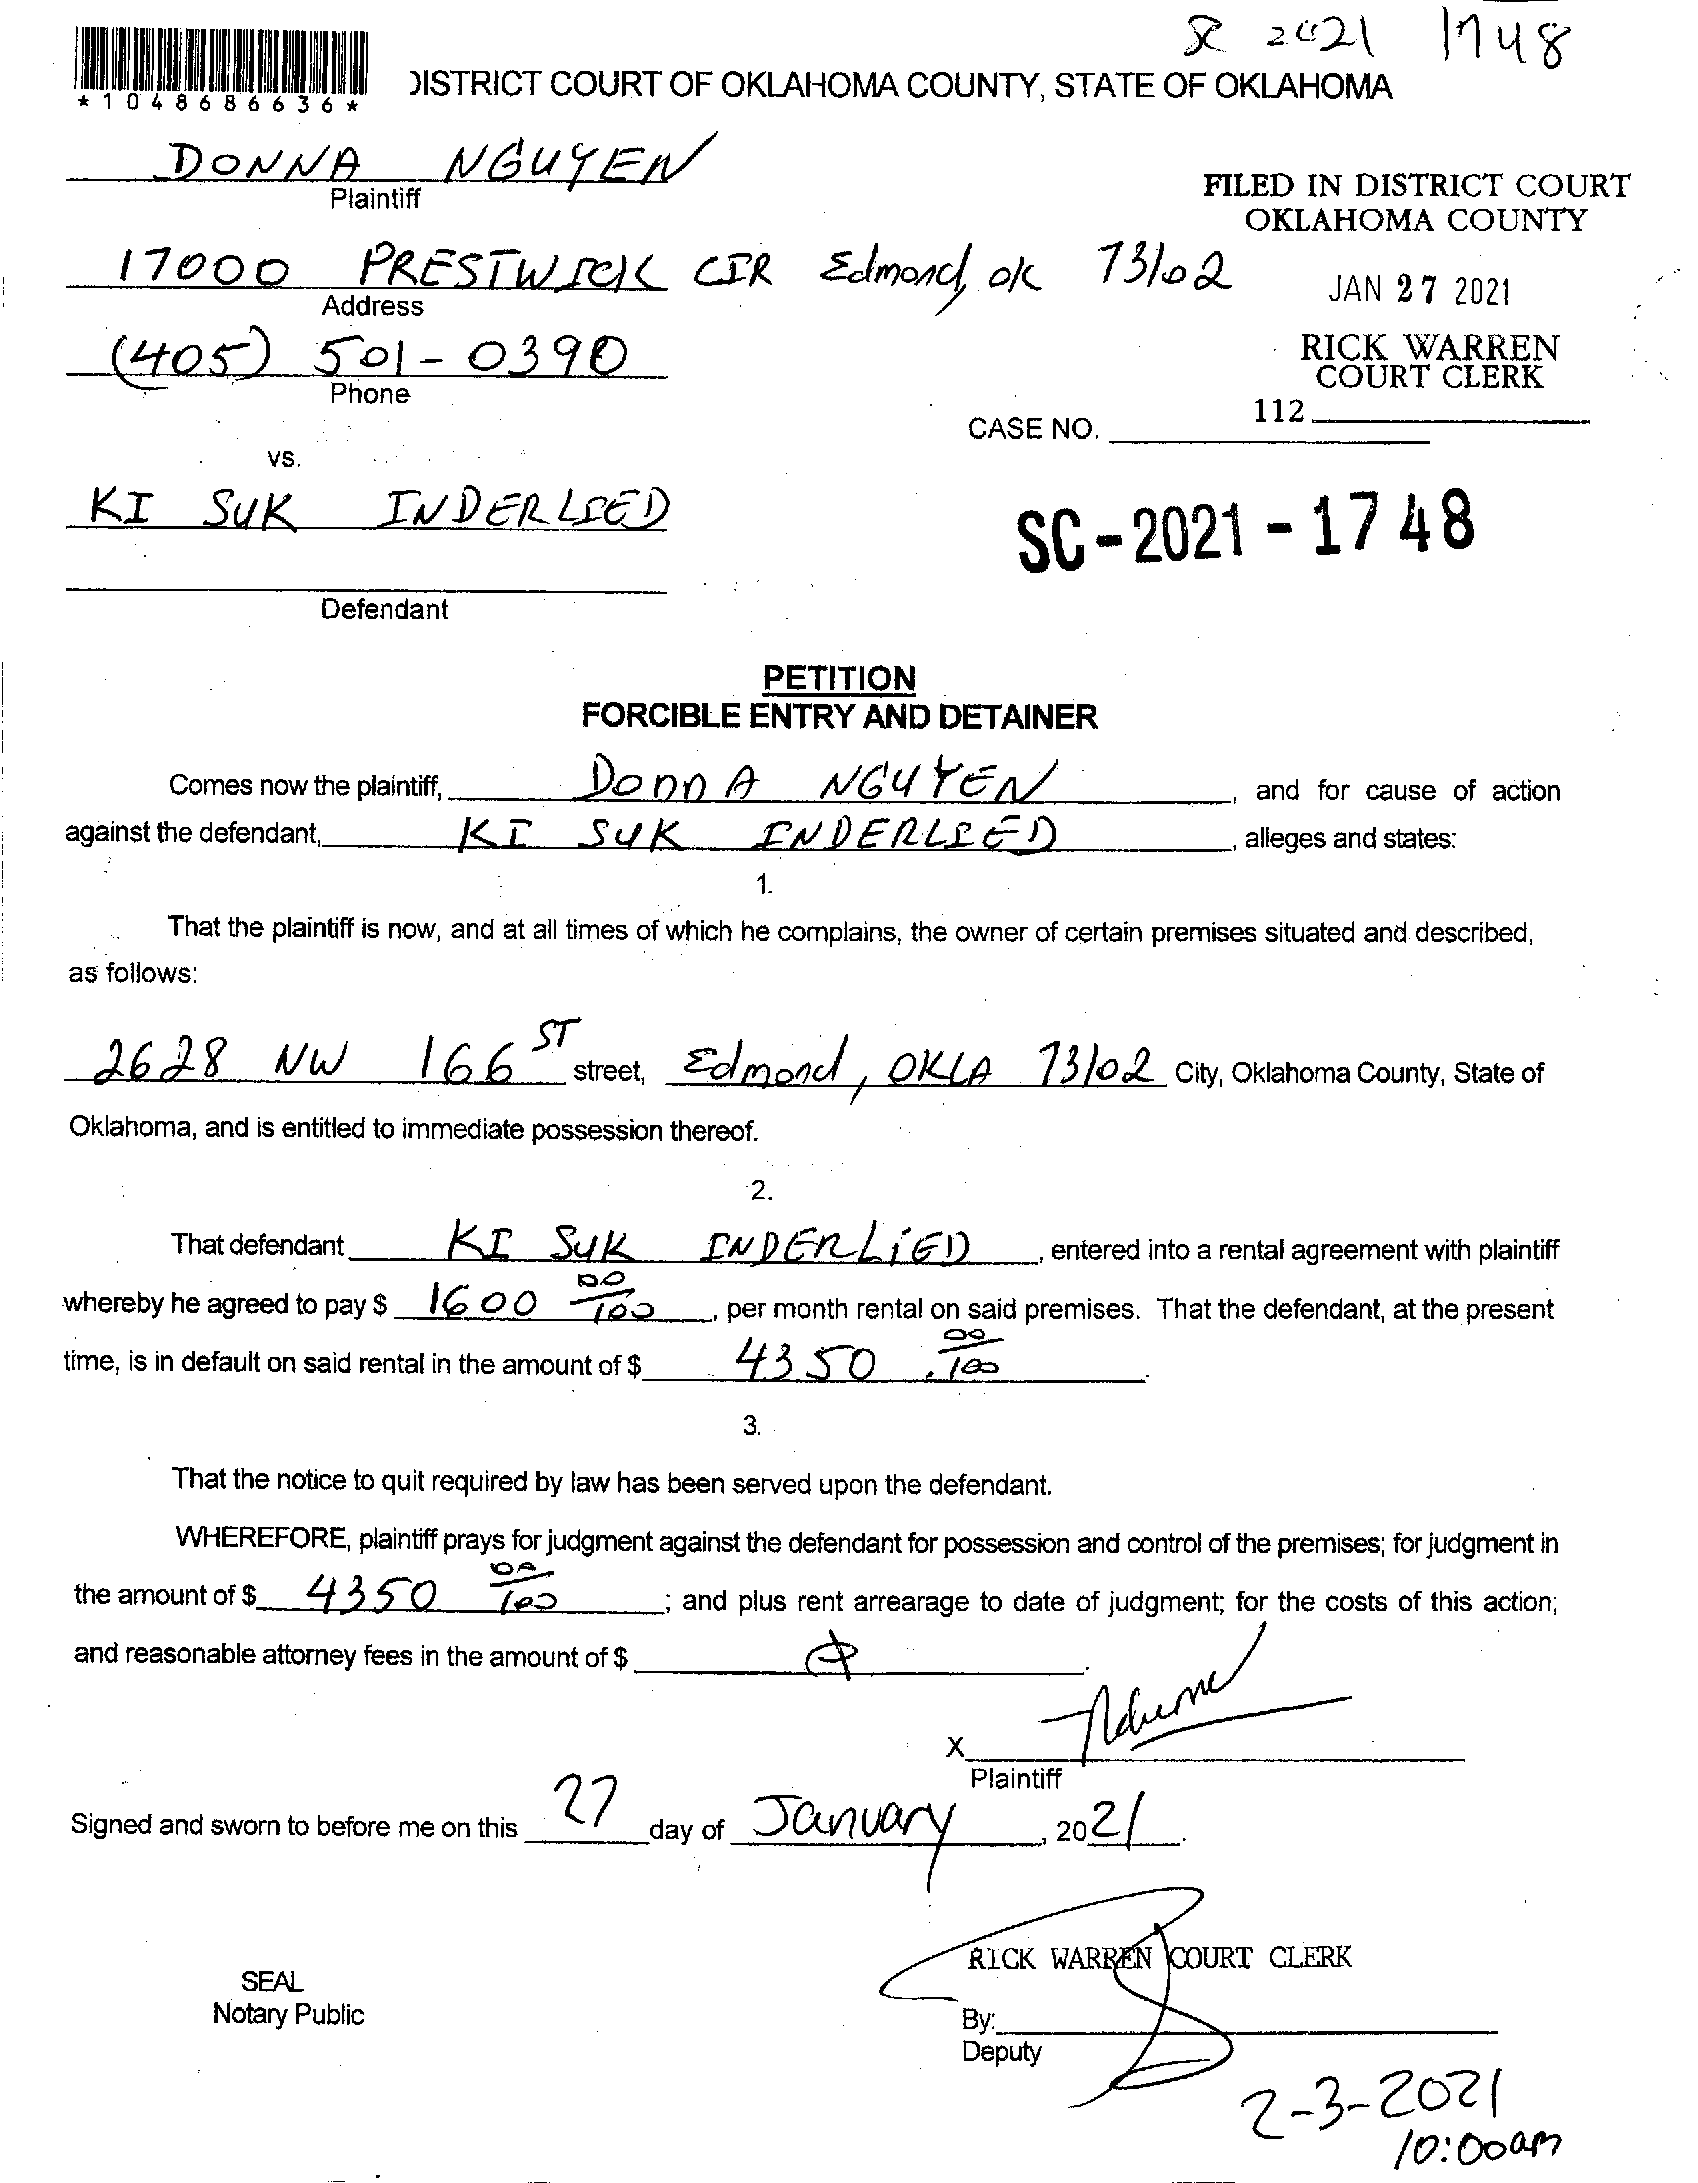 SC 2021 1748
*1048686636*
DISTRICT COURT OF OKLAHOMA COUNTY, STATE OF OKLAHOMA
DONNA NGUYEN
Plaintiff
FILED IN DISTRICT COURT
OKLAHOMA COUNTY
17000 PRESTWICK CIR Edmond, OK 73102
Address
JAN 27 2021
(405) 501-0390
Phone
RICK WARREN
COURT CLERK
112
CASE NO.
vs.
KI SUK INDERLIED
SC-2021-1748
Defendant
PETITION
FORCIBLE ENTRY AND DETAINER
Comes now the plaintiff, DONNA NGUYEN, and for cause of action
against the defendant, KI SUK INDERLIED, alleges and states:
1.
That the plaintiff is now, and at all times of which he complains, the owner of certain premises situated and described,
as follows:
2628 NW 166 ST street, Edmond, OKLA 73102 City, Oklahoma County, State of
Oklahoma, and is entitled to immediate possession thereof.
2.
That defendant KI SUK INDERLiED, entered into a rental agreement with plaintiff
whereby he agreed to pay $ 1600 00/100, per month rental on said premises. That the defendant, at the present
time, is in default on said rental in the amount of $ 4350. 00/100.
3.
That the notice to quit required by law has been served upon the defendant.
WHEREFORE, plaintiff prays for judgment against the defendant for possession and control of the premises; for judgment in
the amount of $ 4350 00/100; and plus rent arrearage to date of judgment; for the costs of this action;
and reasonable attorney fees in the amount of $
X
Plaintiff
Signed and sworn to before me on this 27 day of January, 2021.
RICK WARREN COURT CLERK
SEAL
Notary Public
By:
Deputy
2-3-2021
10:00am